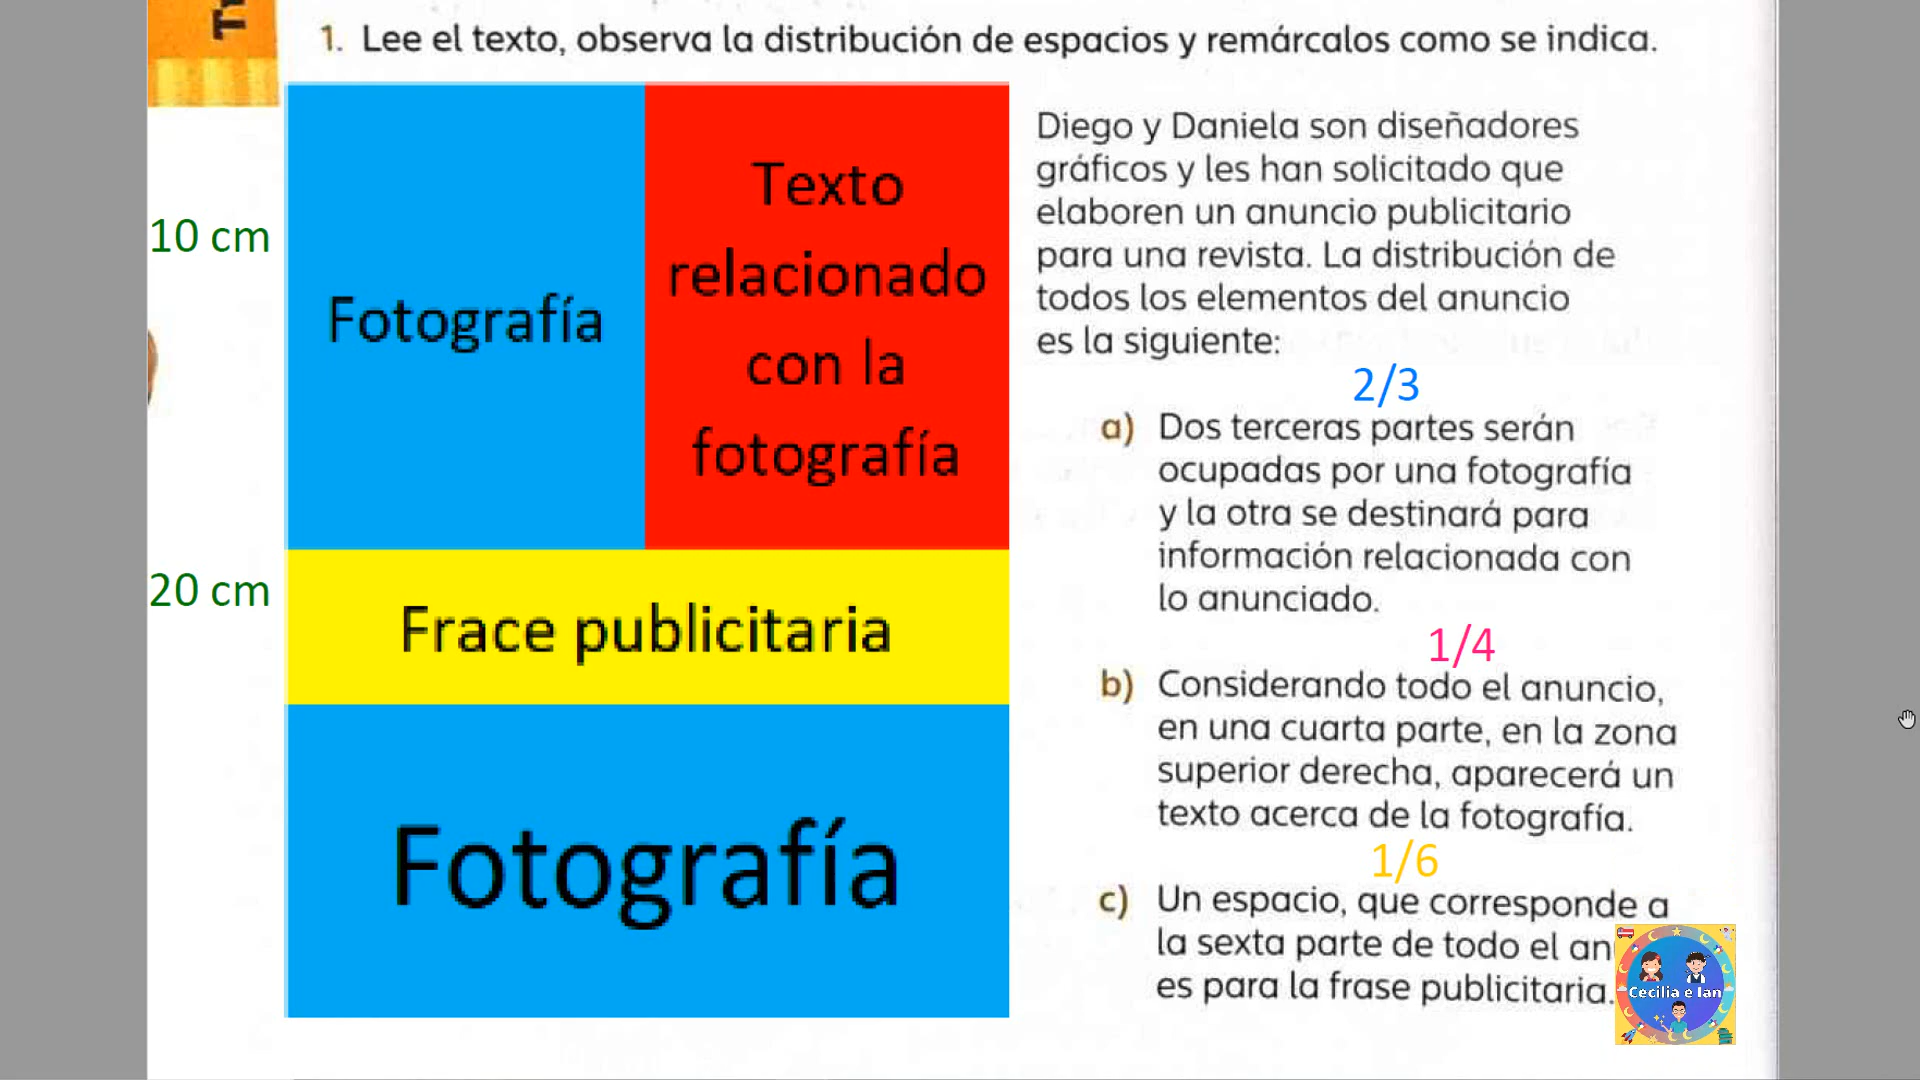 1. Lee el texto, observa la distribución de espacios y remárcalos como se indica.
10 cm
20 cm
Fotografía
Texto
relacionado
con la
fotografía
Frace publicitaria
Fotografía
Diego y Daniela son diseñadores
gráficos y les han solicitado que
elaboren un anuncio publicitario
para una revista. La distribución de
todos los elementos del anuncio
es la siguiente:
2/3
a) Dos terceras partes serán
ocupadas por una fotografía
y la otra se destinará para
información relacionada con
lo anunciado.
1/4
b) Considerando todo el anuncio,
en una cuarta parte, en la zona
superior derecha, aparecerá un
texto acerca de la fotografía.
1/6
c) Un espacio, que corresponde a
la sexta parte de todo el an
es para la frase publicitaria.
Cecilia e Ian